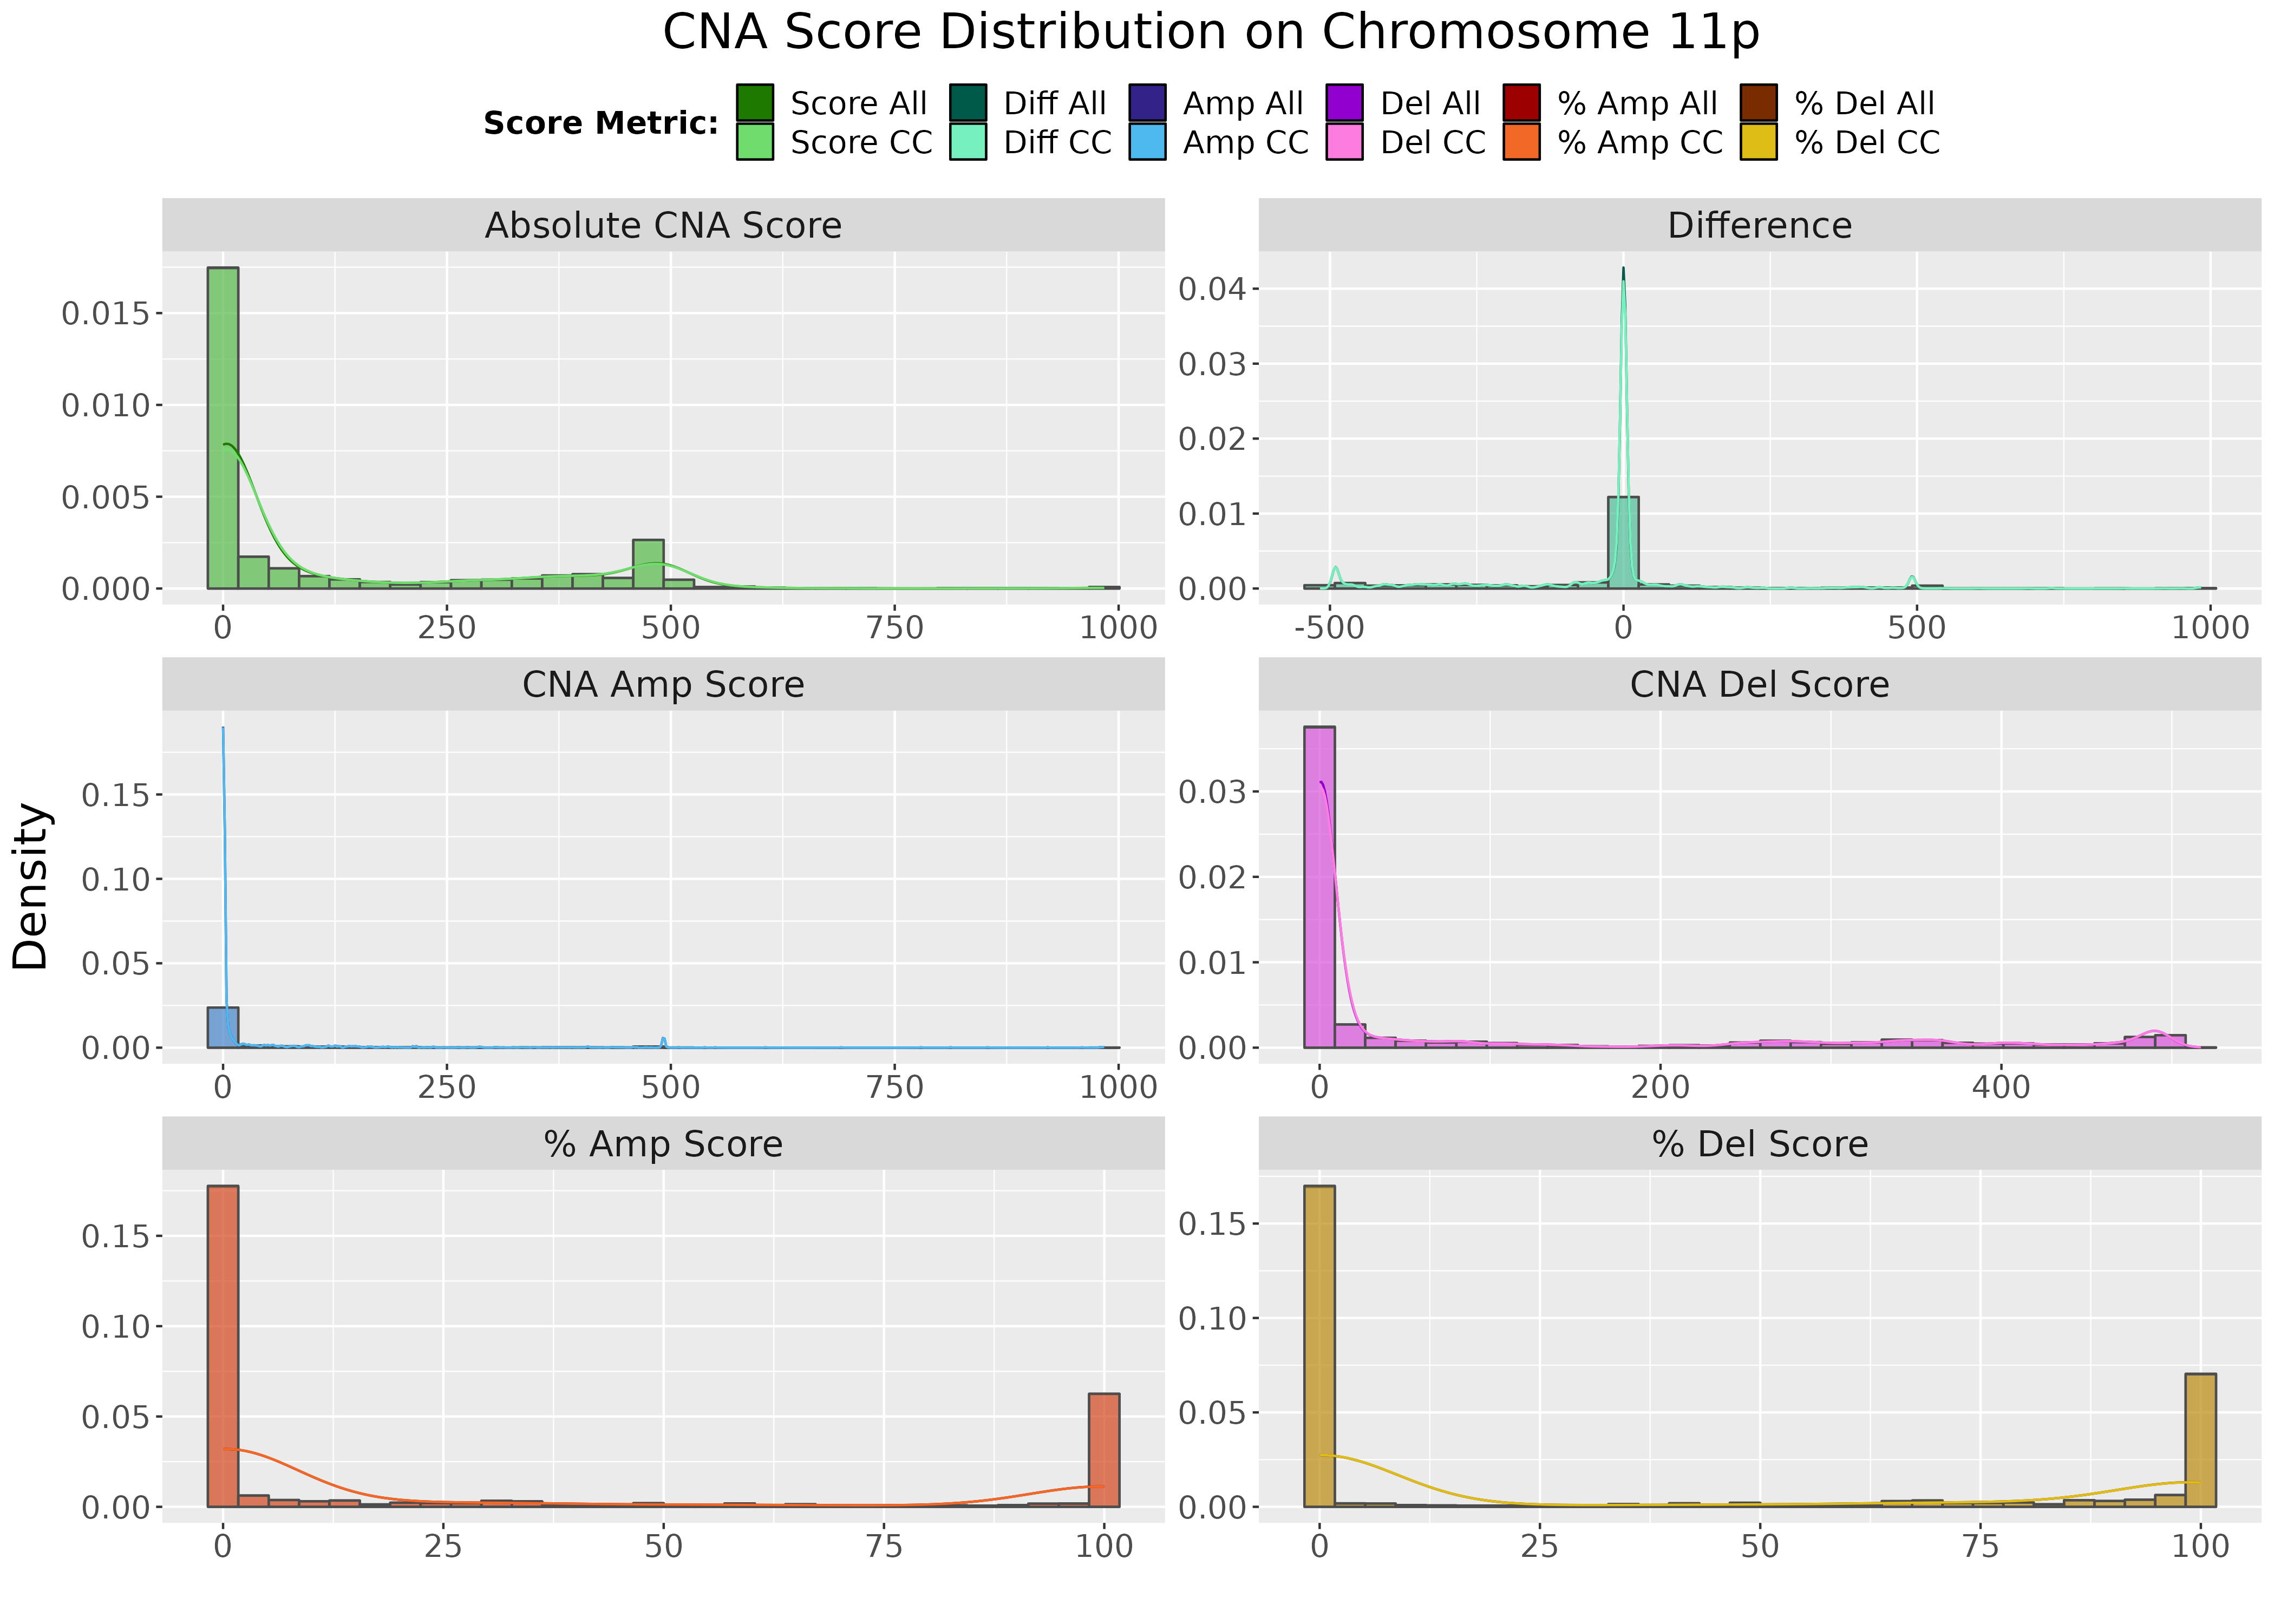 CNA Score Distribution on Chromosome 11p
Score Metric:
Score All Diff All Amp All Del All % Amp All % Del All
Score CC Diff CC Amp CC Del CC % Amp CC % Del CC
Absolute CNA Score
0.015
0.010
0.005
0.000
0 250 500 750 1000
Difference
0.04
0.03
0.02
0.01
0.00
-500 0 500 1000
Density
CNA Amp Score
0.15
0.10
0.05
0.00
0 250 500 750 1000
CNA Del Score
0.03
0.02
0.01
0.00
0 200 400
% Amp Score
0.15
0.10
0.05
0.00
0 25 50 75 100
% Del Score
0.15
0.10
0.05
0.00
0 25 50 75 100